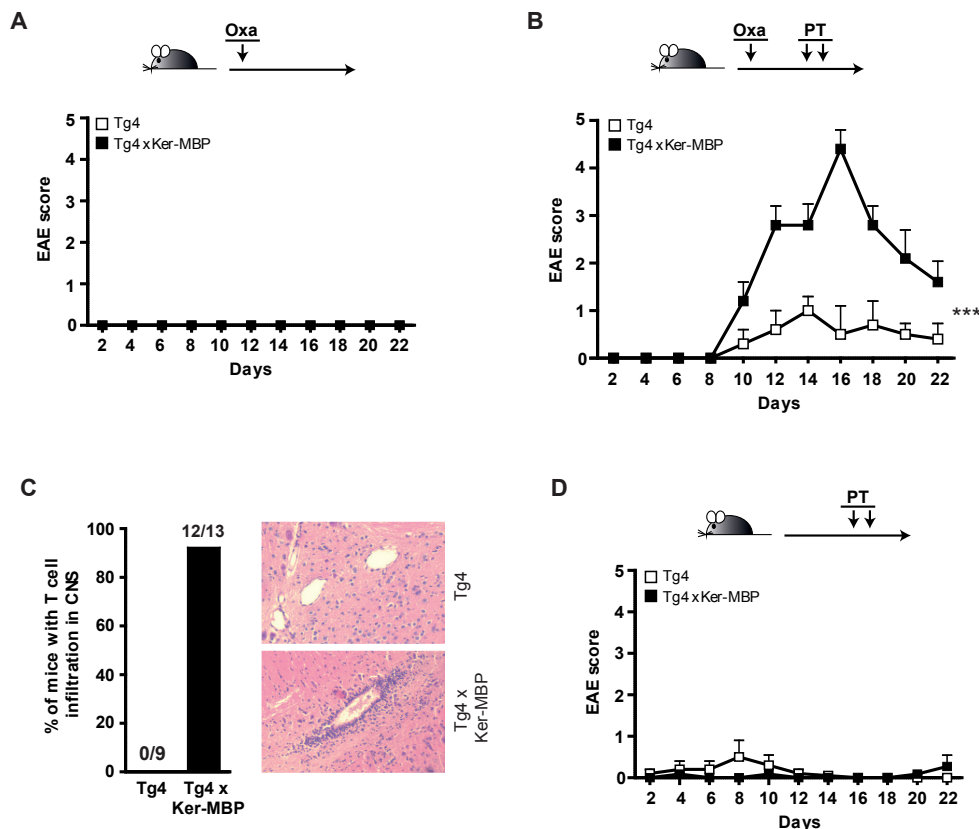 A
Oxa
Tg4
Tg4 x Ker-MBP
EAE score
5
4
3
2
1
0
2 4 6 8 10 12 14 16 18 20 22
Days
B
Oxa PT
Tg4
Tg4 x Ker-MBP
EAE score
5
4
3
2
1
0
***
2 4 6 8 10 12 14 16 18 20 22
Days
C
% of mice with T cell
infiltration in CNS
100
80
60
40
20
0
12/13
0/9
Tg4 Tg4 x
Ker-MBP
Tg4
Tg4 x
Ker-MBP
D
PT
Tg4
Tg4 x Ker-MBP
EAE score
5
4
3
2
1
0
2 4 6 8 10 12 14 16 18 20 22
Days